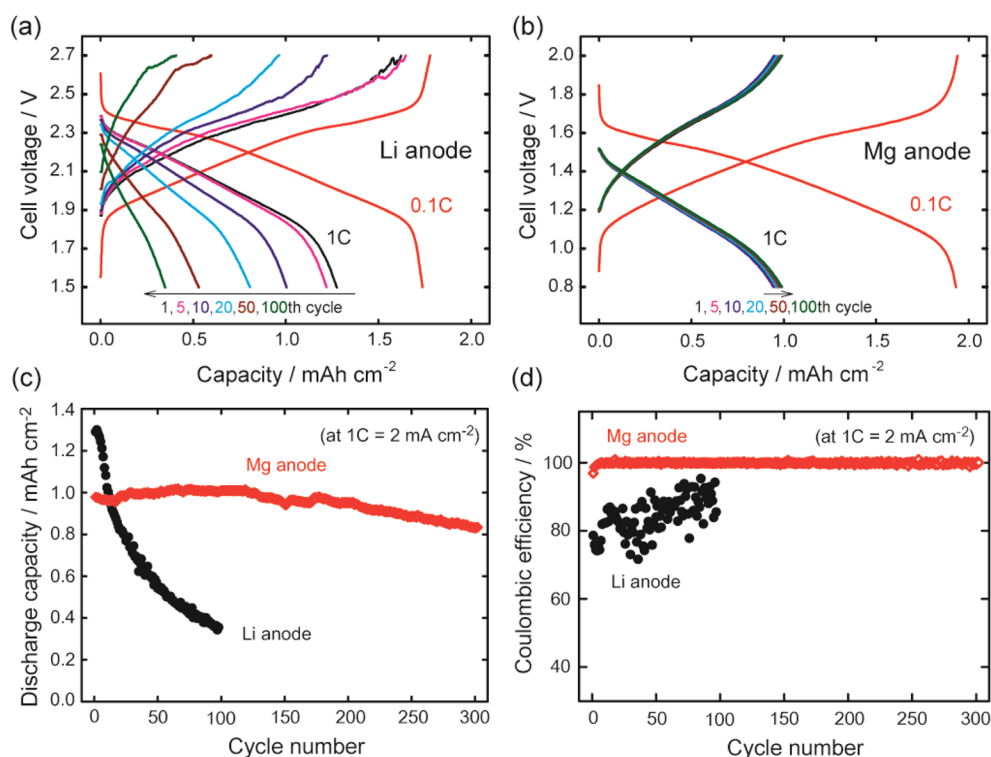 (a)
2.7
2.5
2.3
2.1
1.9
1.7
1.5
Cell voltage / V
Li anode
0.1C
1C
1, 5,10,20,50,100th cycle
0.0 0.5 1.0 1.5 2.0
Capacity / mAh cm-2
(b)
2.0
1.8
1.6
1.4
1.2
1.0
0.8
Cell voltage / V
Mg anode
0.1C
1C
1, 5,10,20,50,100th cycle
0.0 0.5 1.0 1.5 2.0
Capacity / mAh cm-2
(c)
1.4
1.2
1.0
0.8
0.6
0.4
0.2
0.0
Discharge capacity / mAh cm-2
(at 1C = 2 mA cm-2)
Mg anode
Li anode
0 50 100 150 200 250 300
Cycle number
(d)
100
80
60
40
Coulombic efficiency / %
Mg anode (at 1C = 2 mA cm-2)
Li anode
0 50 100 150 200 250 300
Cycle number